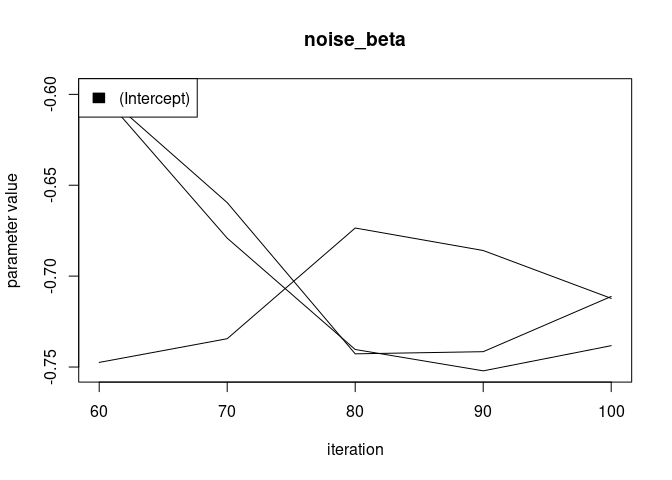 noise_beta
(Intercept)
parameter value
-0.60
-0.65
-0.70
-0.75
60 70 80 90 100
iteration